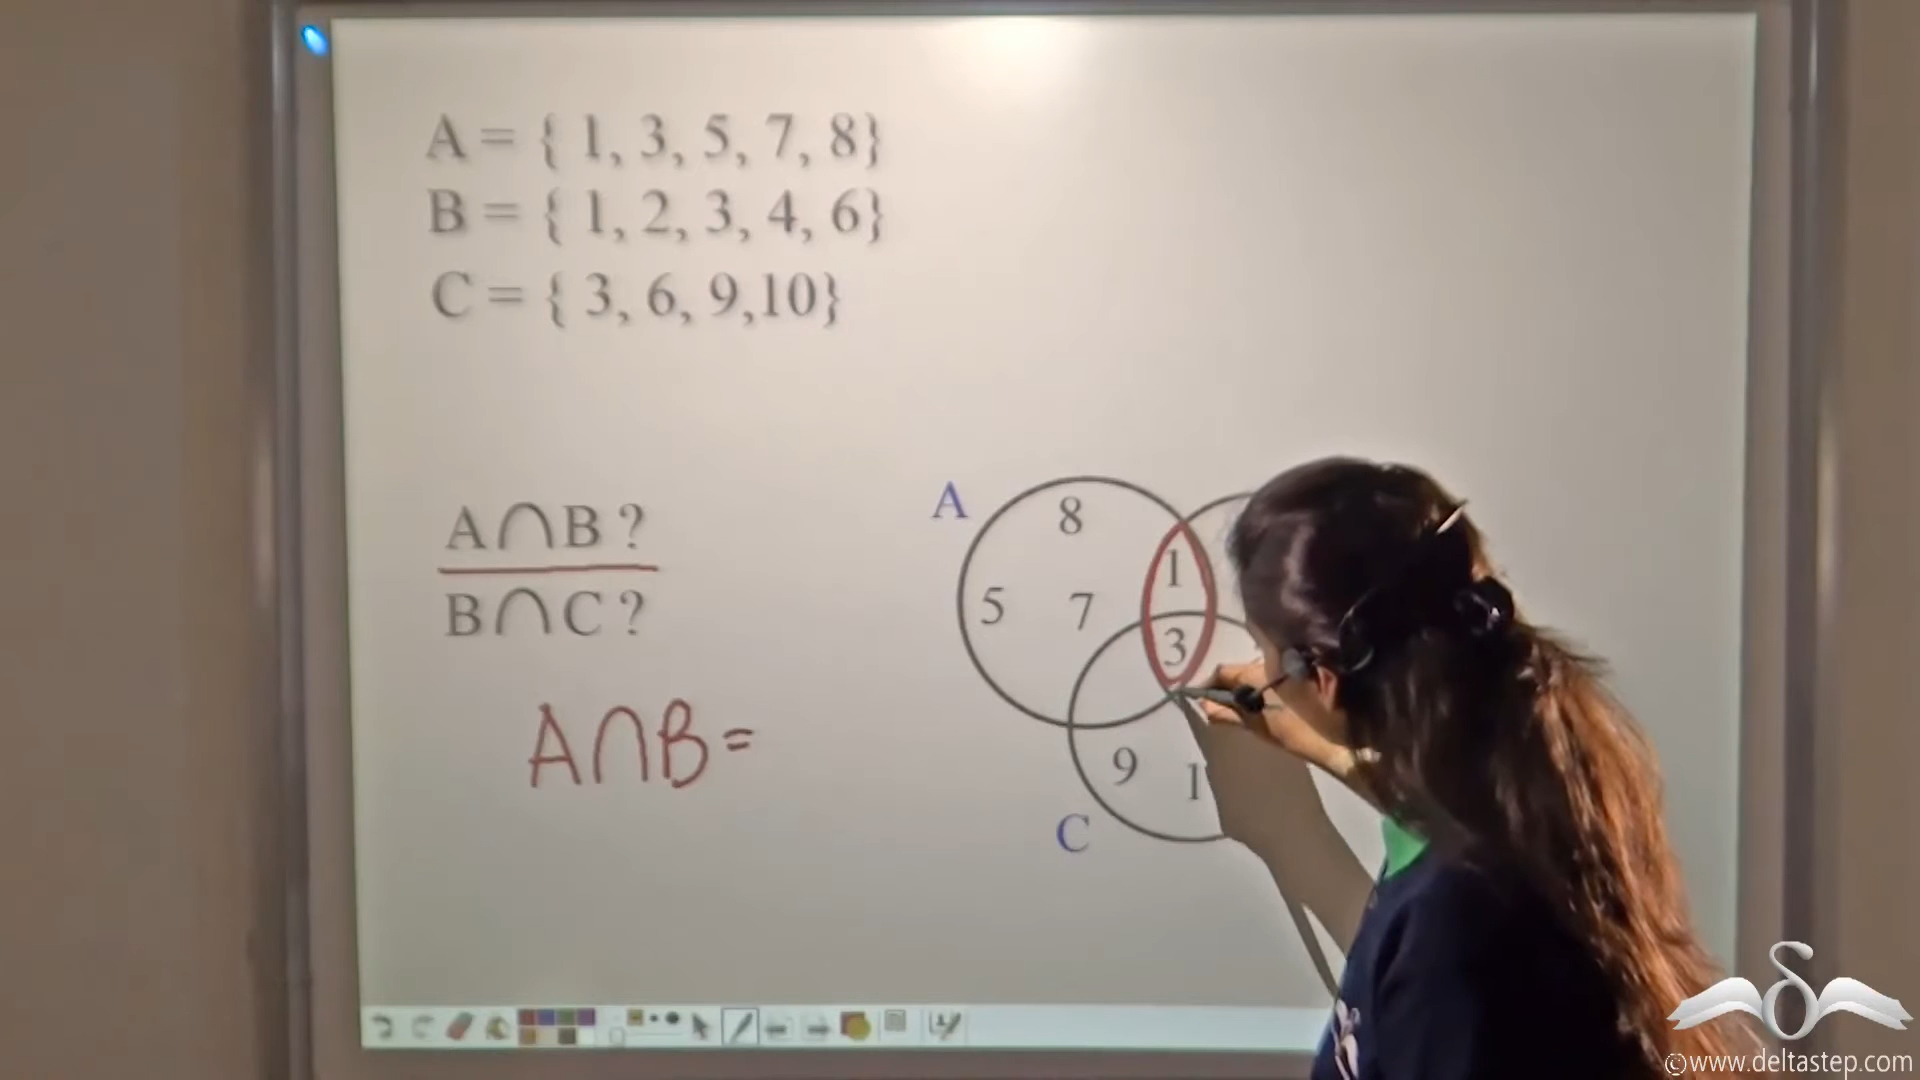 A = { 1, 3, 5, 7, 8}
B = { 1, 2, 3, 4, 6}
C = { 3, 6, 9,10}
A∩B ?
B∩C ?
A∩B =
A
8
1
5
7
3
9
1
C
©www.deltastep.com